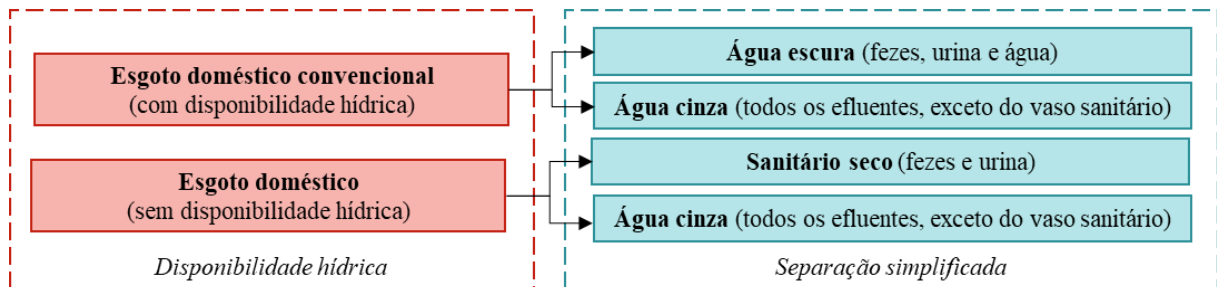 Esgoto doméstico convencional
(com disponibilidade hídrica)
Água escura (fezes, urina e água)
Água cinza (todos os efluentes, exceto do vaso sanitário)
Esgoto doméstico
(sem disponibilidade hídrica)
Sanitário seco (fezes e urina)
Água cinza (todos os efluentes, exceto do vaso sanitário)
Disponibilidade hídrica
Separação simplificada